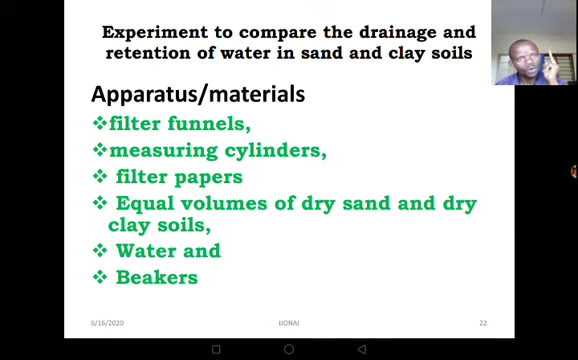 Experiment to compare the drainage and
retention of water in sand and clay soils
Apparatus/materials
❖filter funnels,
❖measuring cylinders,
❖ filter papers
❖ Equal volumes of dry sand and dry
clay soils,
❖ Water and
❖ Beakers
6/16/2020 IJONAI 22